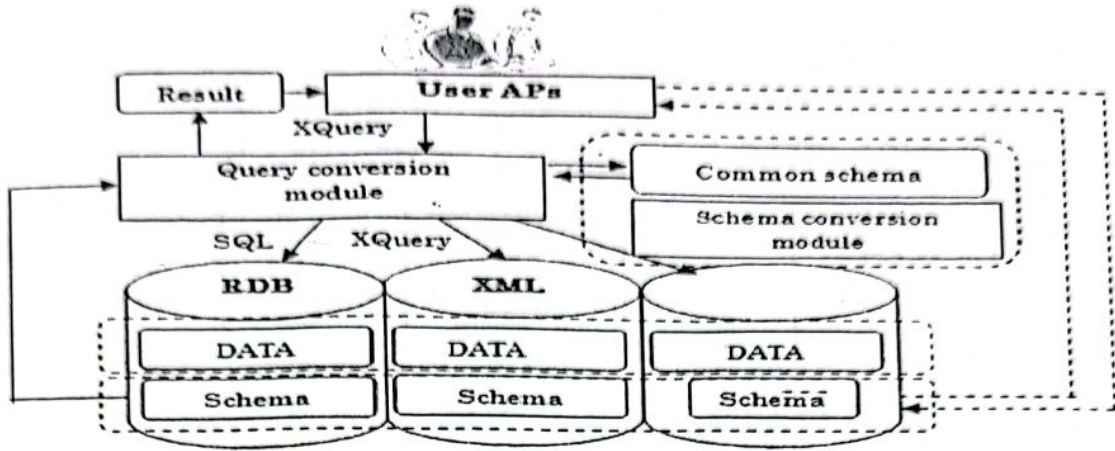 User APs
Result
XQuery
Query conversion
module
Common schema
Schema conversion
module
SQL
XQuery
RDB
XML
DATA
DATA
DATA
Schema
Schema
Schema